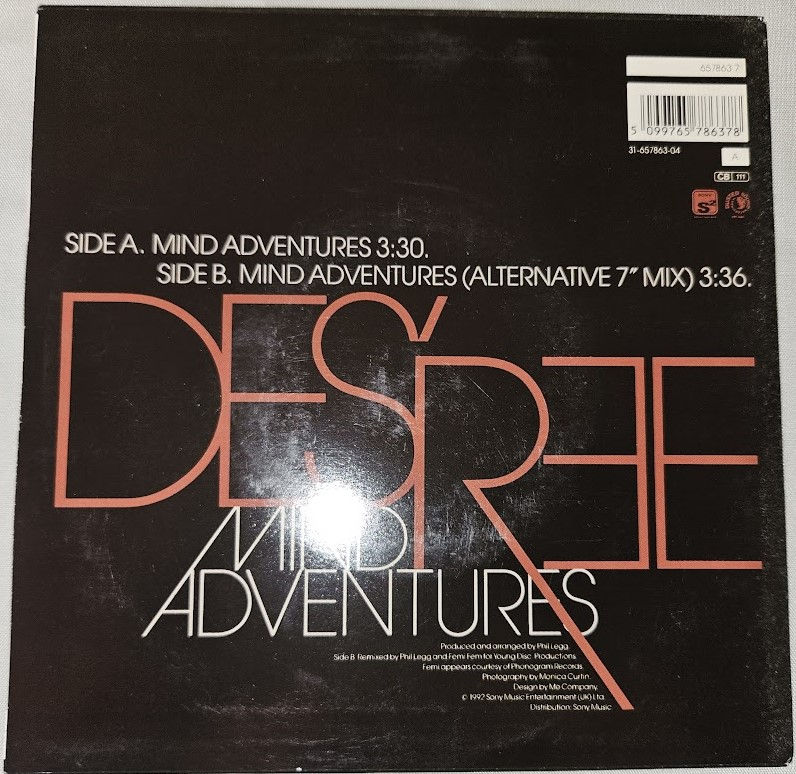 657863 7
5 099765 786378
31-657863-04
A
CB 111
SONY
S2
SIDE A. MIND ADVENTURES 3:30.
SIDE B. MIND ADVENTURES (ALTERNATIVE 7" MIX) 3:36.
DES'REE
MIND
ADVENTURES
Produced and arranged by Phil Legg.
Side B Remixed by Phil Legg and Femi Fem for Young Disc Productions.
Femi appears courtesy of Phonogram Records.
Photography by Monica Curtin.
Design by Me Company.
© 1992 Sony Music Entertainment (UK) Ltd.
Distribution: Sony Music.